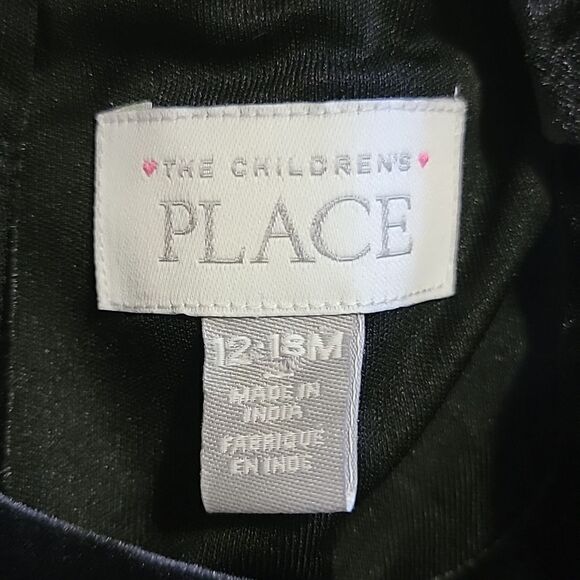 THE CHILDREN'S
PLACE
12-18M
MADE IN
INDIA
FABRIQUÉ
EN INDE